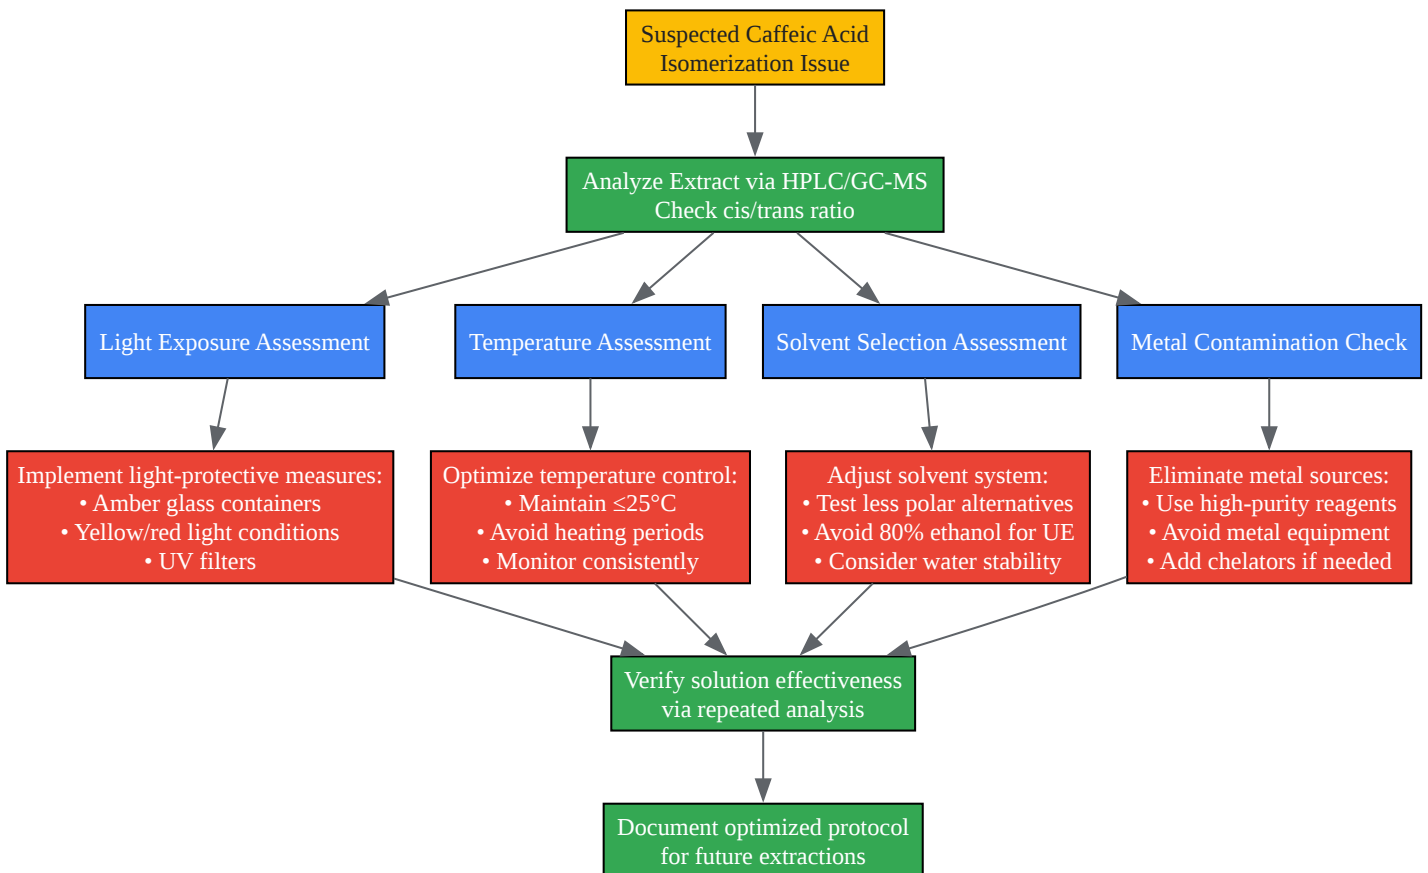 Suspected Caffeic Acid
Isomerization Issue
Analyze Extract via HPLC/GC-MS
Check cis/trans ratio
Light Exposure Assessment
Temperature Assessment
Solvent Selection Assessment
Metal Contamination Check
Implement light-protective measures:
• Amber glass containers
• Yellow/red light conditions
• UV filters
Optimize temperature control:
• Maintain ≤25°C
• Avoid heating periods
• Monitor consistently
Adjust solvent system:
• Test less polar alternatives
• Avoid 80% ethanol for UE
• Consider water stability
Eliminate metal sources:
• Use high-purity reagents
• Avoid metal equipment
• Add chelators if needed
Verify solution effectiveness
via repeated analysis
Document optimized protocol
for future extractions